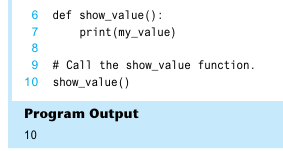 6 def show_value():
7     print(my_value)
8
9 # Call the show_value function.
10 show_value()
Program Output
10